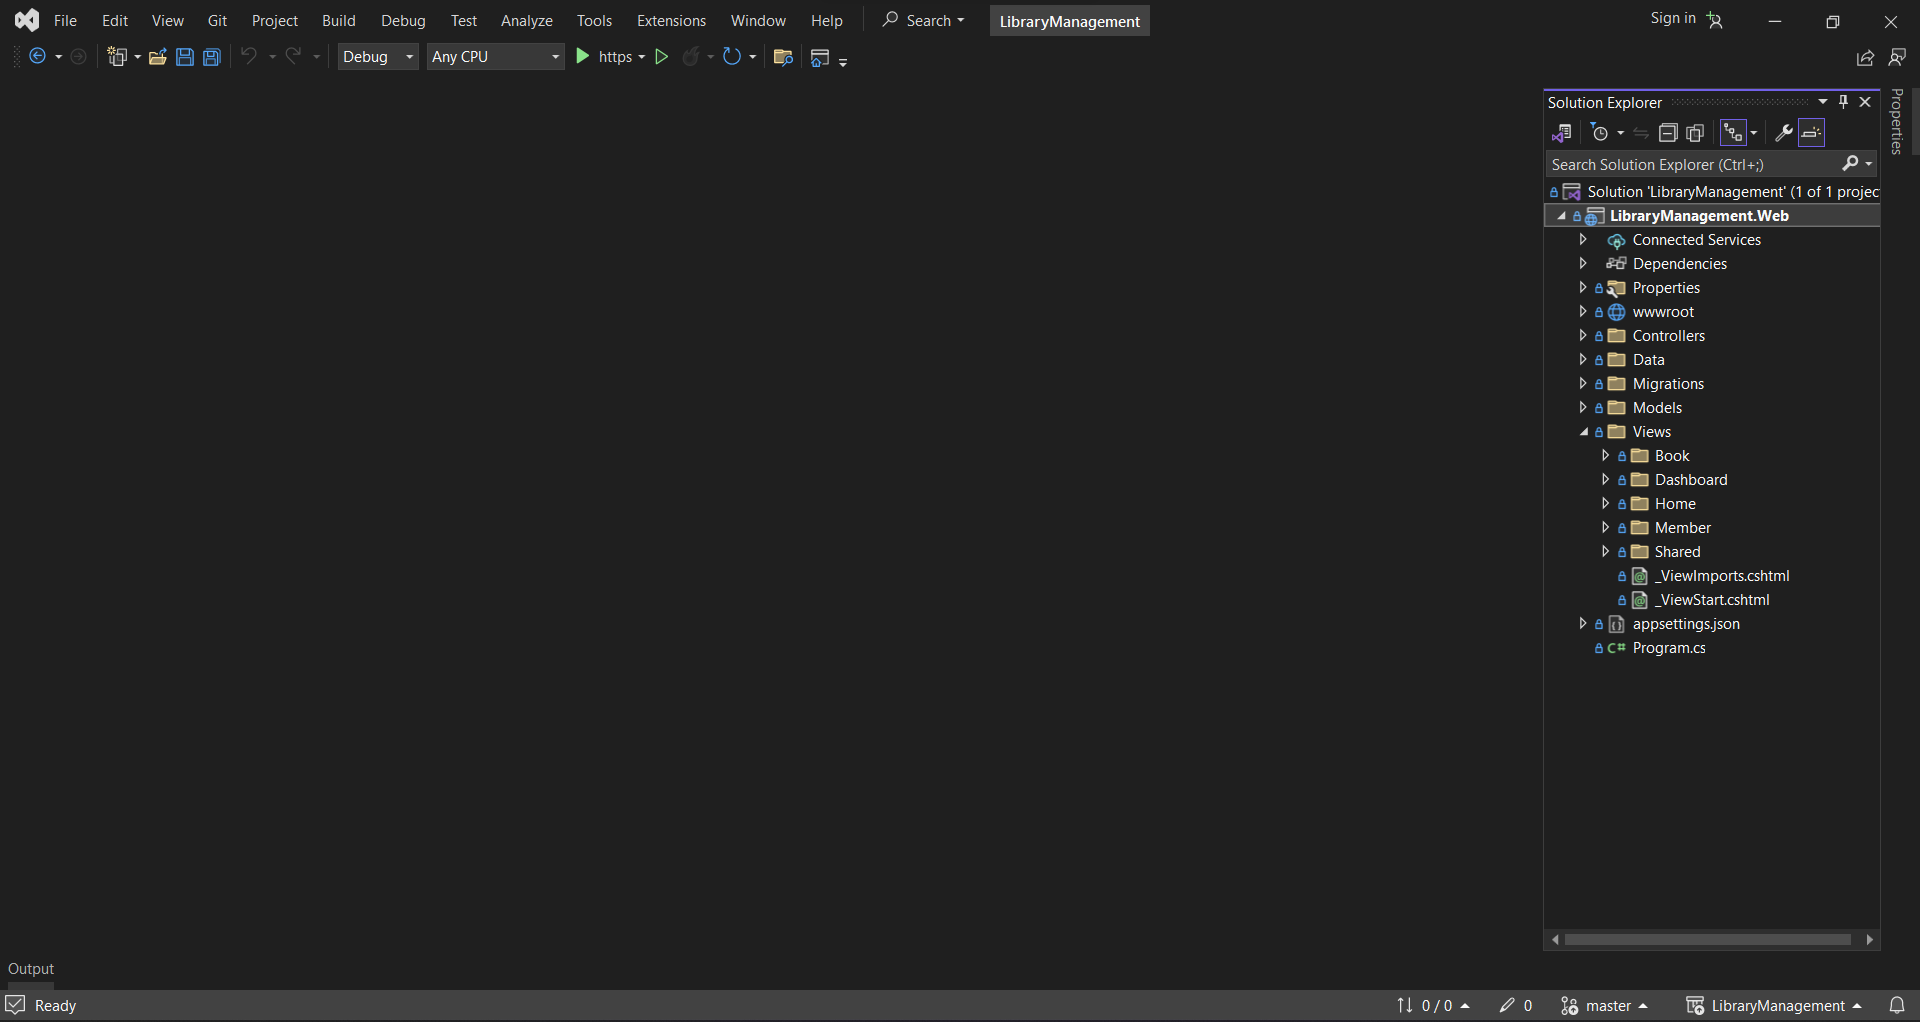 File Edit View Git Project Build Debug Test Analyze Tools Extensions Window Help Search LibraryManagement Sign in
Debug Any CPU https
Solution Explorer
Properties
Search Solution Explorer (Ctrl+;)
Solution 'LibraryManagement' (1 of 1 projec
LibraryManagement.Web
Connected Services
Dependencies
Properties
wwwroot
Controllers
Data
Migrations
Models
Views
Book
Dashboard
Home
Member
Shared
_ViewImports.cshtml
_ViewStart.cshtml
appsettings.json
C# Program.cs
Output
Ready 0 / 0 0 master LibraryManagement